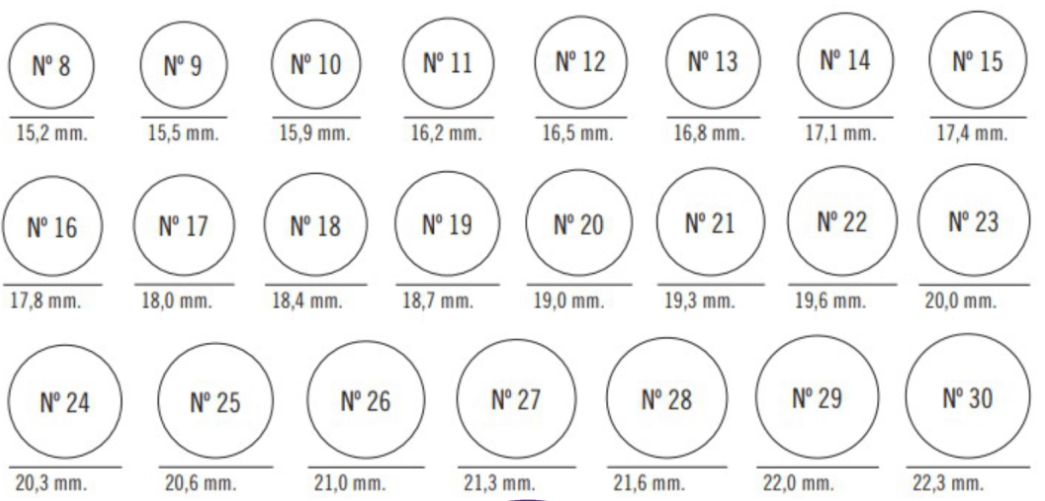 Nº 8 Nº 9 Nº 10 Nº 11 Nº 12 Nº 13 Nº 14 Nº 15
15,2 mm. 15,5 mm. 15,9 mm. 16,2 mm. 16,5 mm. 16,8 mm. 17,1 mm. 17,4 mm.
Nº 16 Nº 17 Nº 18 Nº 19 Nº 20 Nº 21 Nº 22 Nº 23
17,8 mm. 18,0 mm. 18,4 mm. 18,7 mm. 19,0 mm. 19,3 mm. 19,6 mm. 20,0 mm.
Nº 24 Nº 25 Nº 26 Nº 27 Nº 28 Nº 29 Nº 30
20,3 mm. 20,6 mm. 21,0 mm. 21,3 mm. 21,6 mm. 22,0 mm. 22,3 mm.